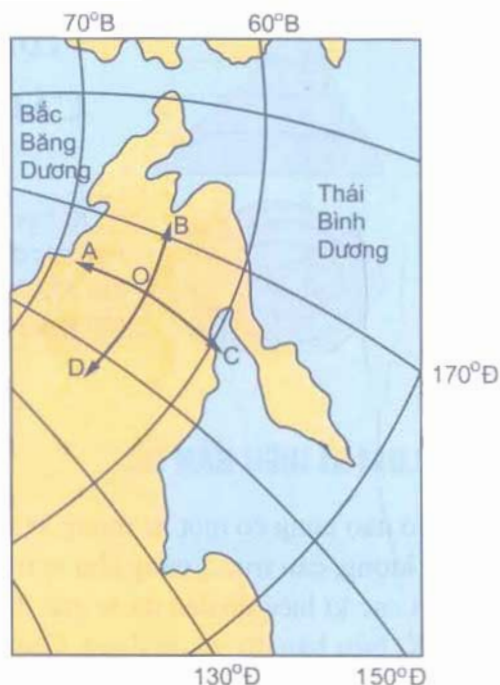 70°B
60°B
Bắc
Băng
Dương
Thái
Bình
Dương
B
A
O
C
D
170°Đ
130°Đ
150°Đ